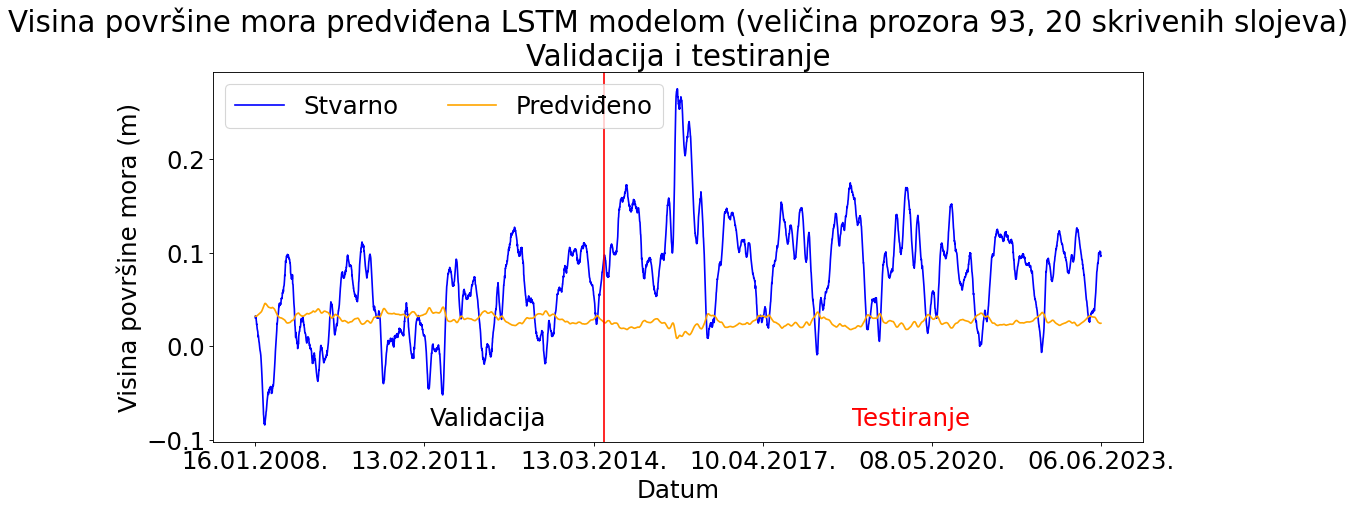 Visina površine mora predviđena LSTM modelom (veličina prozora 93, 20 skrivenih slojeva)
Validacija i testiranje
Stvarno
Predviđeno
Visina površine mora (m)
0.2
0.1
0.0
−0.1
Validacija
Testiranje
16.01.2008.
13.02.2011.
13.03.2014.
10.04.2017.
08.05.2020.
06.06.2023.
Datum